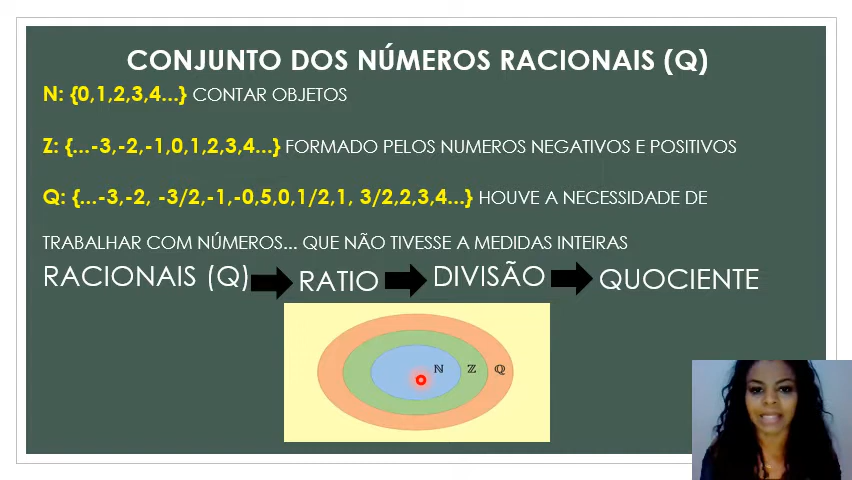 CONJUNTO DOS NÚMEROS RACIONAIS (Q)
N: {0,1,2,3,4...} CONTAR OBJETOS
Z: {...-3,-2,-1,0,1,2,3,4...} FORMADO PELOS NUMEROS NEGATIVOS E POSITIVOS
Q: {...-3,-2, -3/2,-1,-0,5,0,1/2,1, 3/2,2,3,4...} HOUVE A NECESSIDADE DE
TRABALHAR COM NÚMEROS... QUE NÃO TIVESSE A MEDIDAS INTEIRAS
RACIONAIS (Q) RATIO DIVISÃO QUOCIENTE
ℕ ℤ ℚ